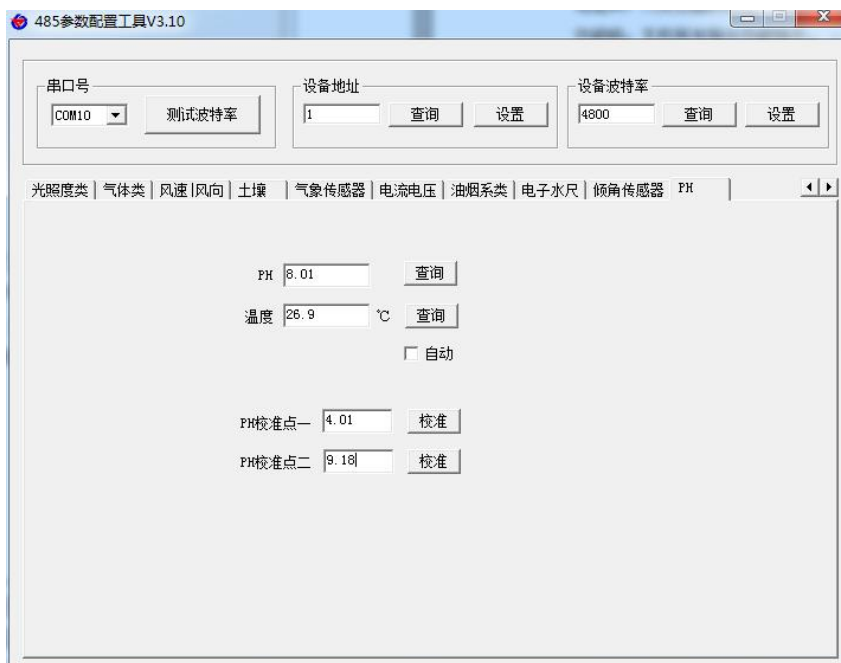 485参数配置工具V3.10
串口号 设备地址 设备波特率
COM10 测试波特率 1 查询 设置 4800 查询 设置
光照度类 气体类 风速|风向 土壤 气象传感器 电流电压 油烟系类 电子水尺 倾角传感器 PH
PH 8.01 查询
温度 26.9 ℃ 查询
自动
PH校准点一 4.01 校准
PH校准点二 9.18 校准